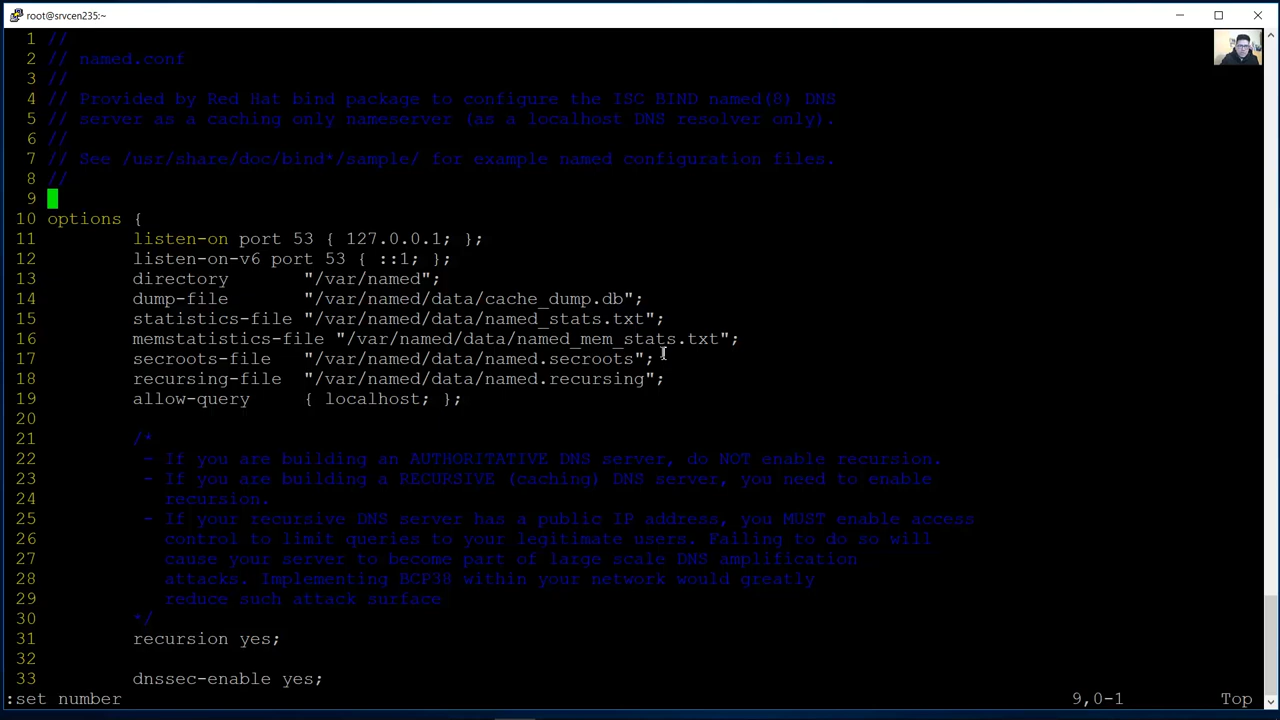 root@srvcen235:~
1 //
2 // named.conf
3 //
4 // Provided by Red Hat bind package to configure the ISC BIND named(8) DNS
5 // server as a caching only nameserver (as a localhost DNS resolver only).
6 //
7 // See /usr/share/doc/bind*/sample/ for example named configuration files.
8 //
9
10 options {
11 listen-on port 53 { 127.0.0.1; };
12 listen-on-v6 port 53 { ::1; };
13 directory "/var/named";
14 dump-file "/var/named/data/cache_dump.db";
15 statistics-file "/var/named/data/named_stats.txt";
16 memstatistics-file "/var/named/data/named_mem_stats.txt";
17 secroots-file "/var/named/data/named.secroots";
18 recursing-file "/var/named/data/named.recursing";
19 allow-query { localhost; };
20
21 /*
22 - If you are building an AUTHORITATIVE DNS server, do NOT enable recursion.
23 - If you are building a RECURSIVE (caching) DNS server, you need to enable
24 recursion.
25 - If your recursive DNS server has a public IP address, you MUST enable access
26 control to limit queries to your legitimate users. Failing to do so will
27 cause your server to become part of large scale DNS amplification
28 attacks. Implementing BCP38 within your network would greatly
29 reduce such attack surface
30 */
31 recursion yes;
32
33 dnssec-enable yes;
:set number 9,0-1 Top